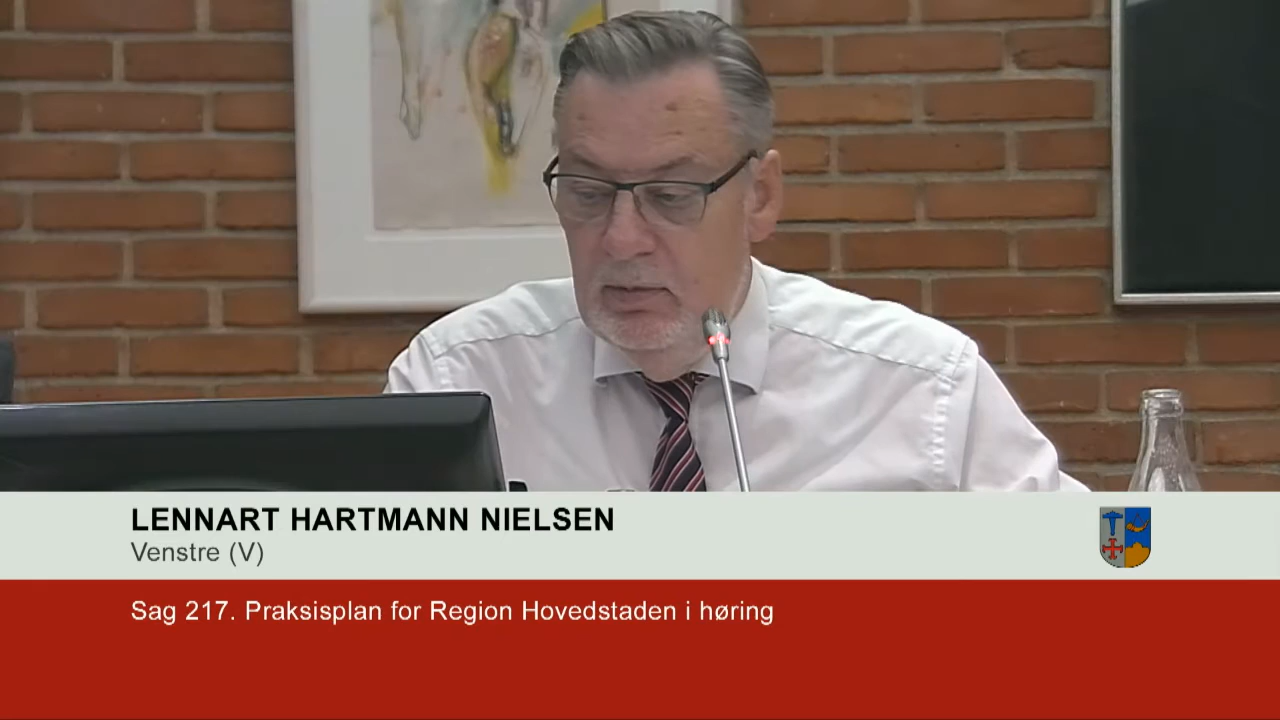 LENNART HARTMANN NIELSEN
Venstre (V)
Sag 217. Praksisplan for Region Hovedstaden i høring